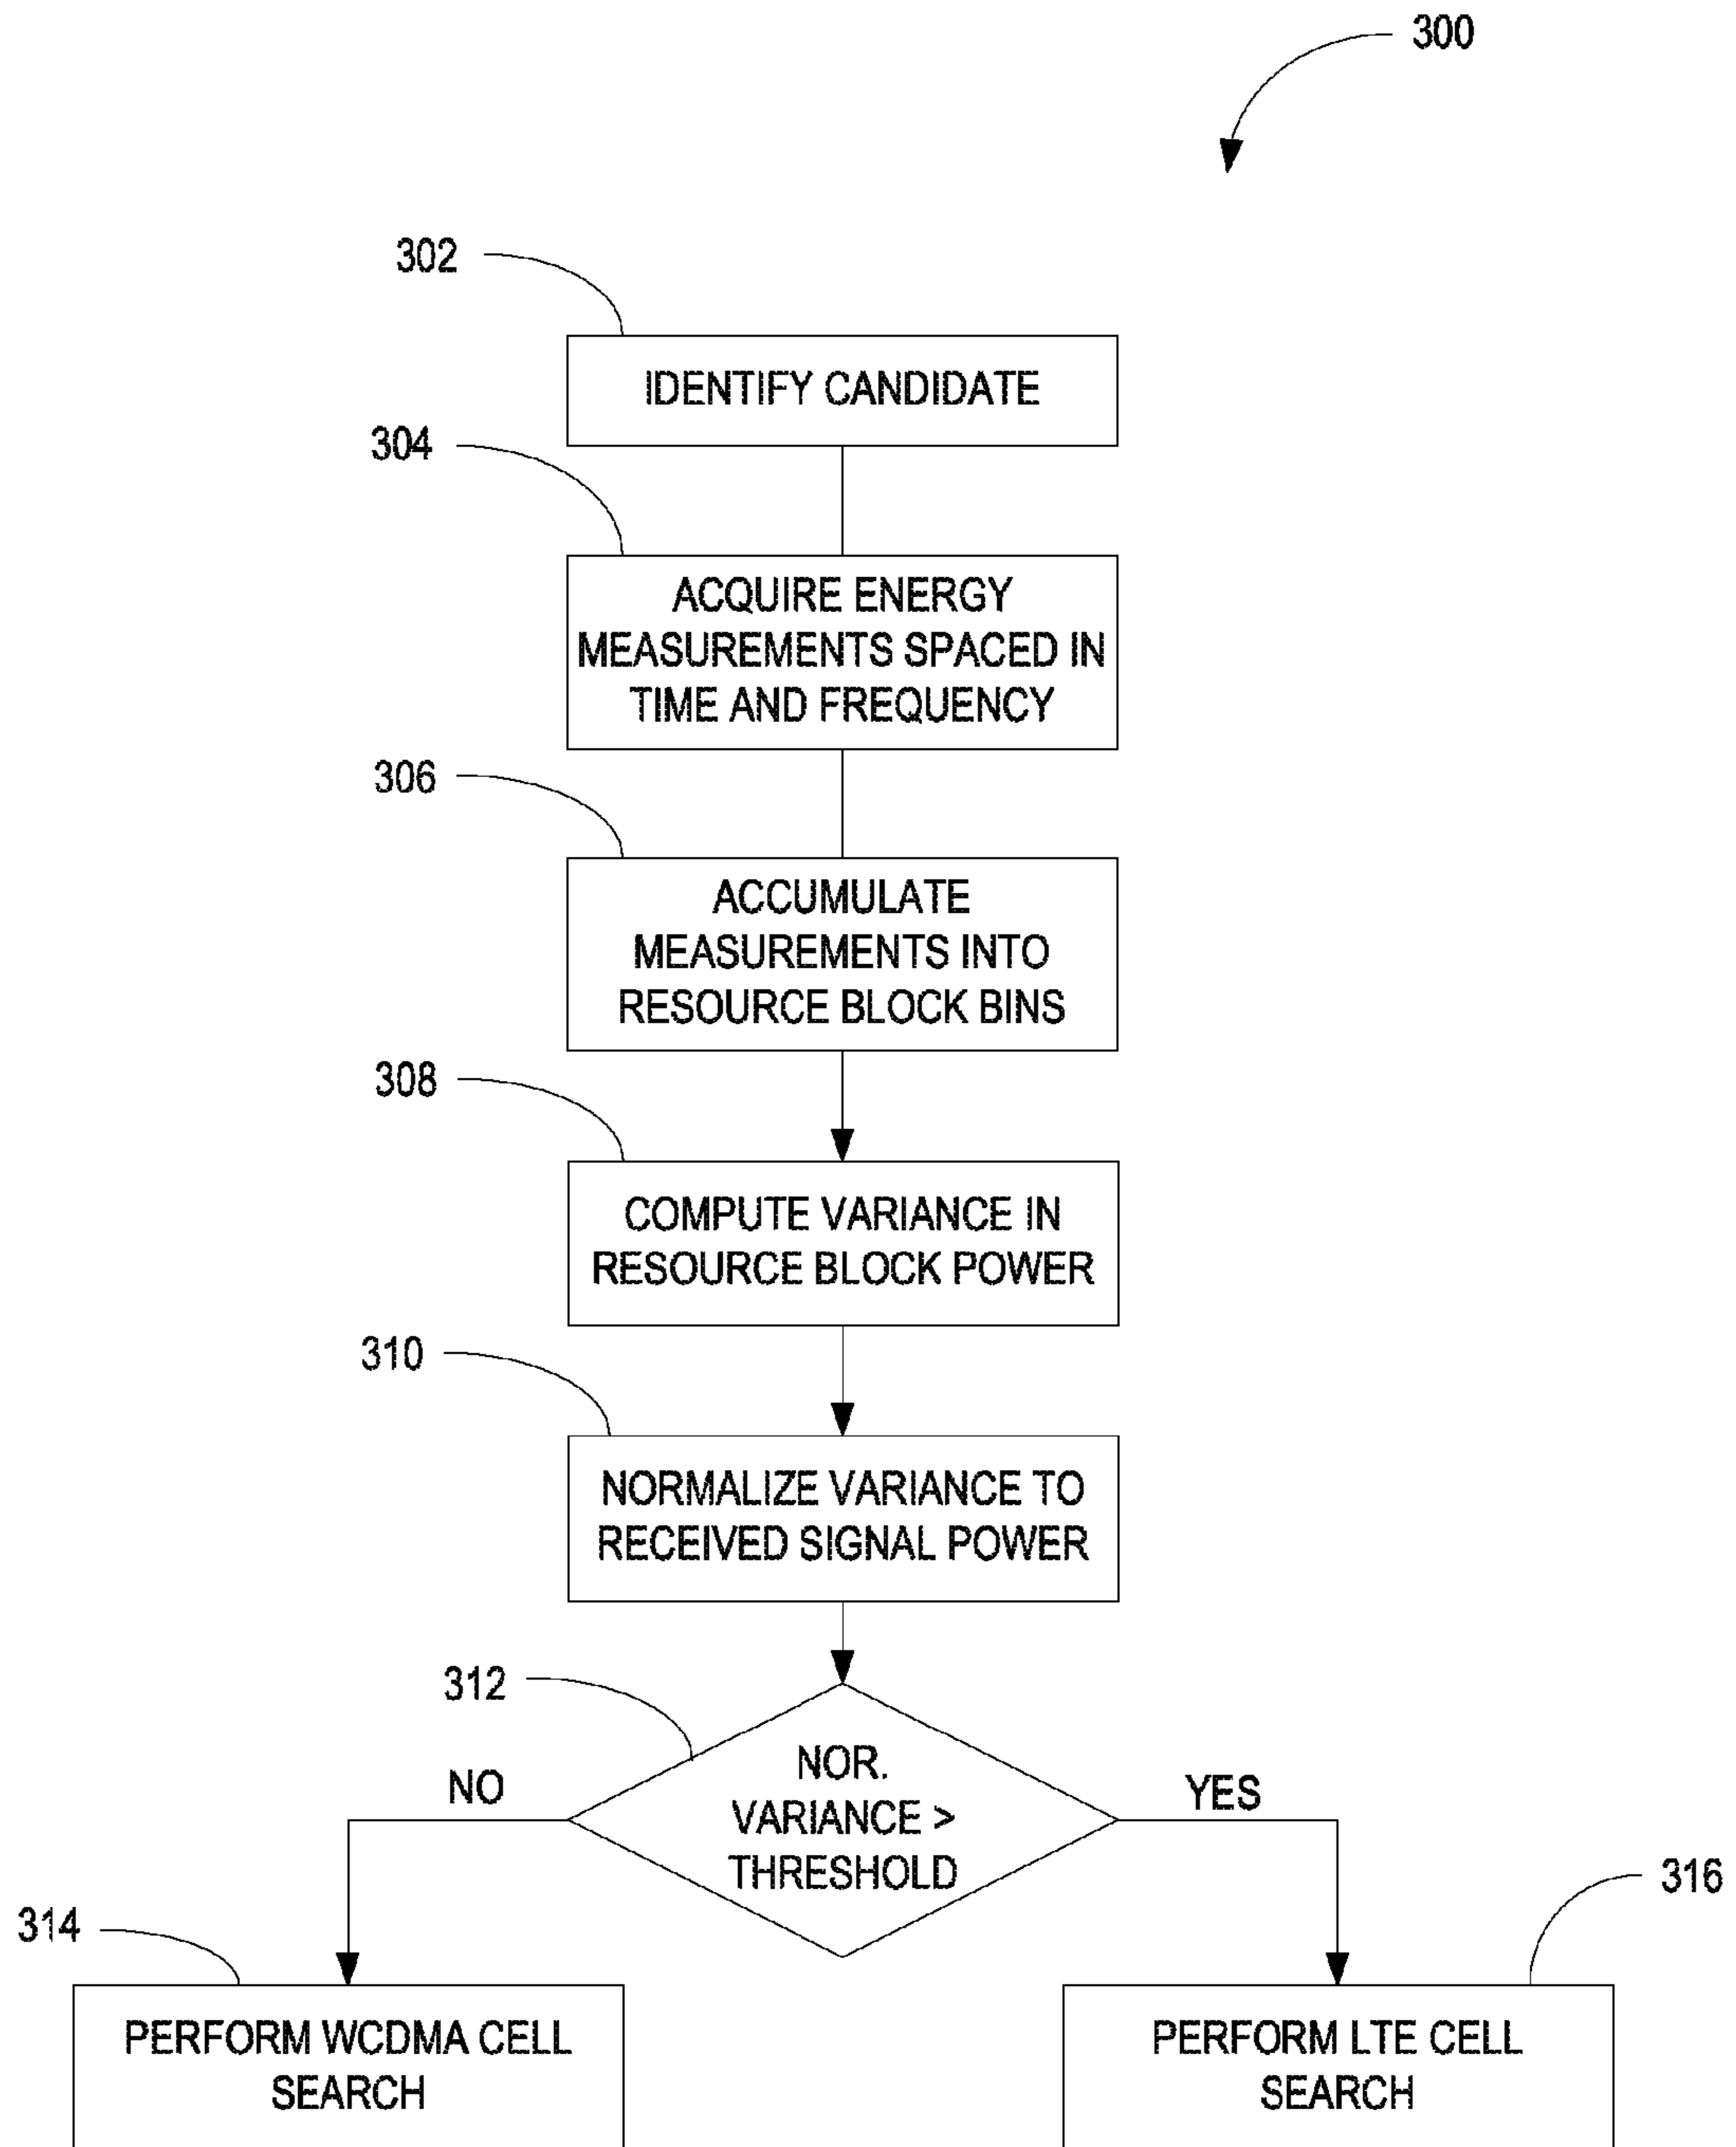 300
302
IDENTIFY CANDIDATE
304
ACQUIRE ENERGY
MEASUREMENTS SPACED IN
TIME AND FREQUENCY
306
ACCUMULATE
MEASUREMENTS INTO
RESOURCE BLOCK BINS
308
COMPUTE VARIANCE IN
RESOURCE BLOCK POWER
310
NORMALIZE VARIANCE TO
RECEIVED SIGNAL POWER
312
NOR.
VARIANCE >
THRESHOLD
NO
YES
314
PERFORM WCDMA CELL
SEARCH
316
PERFORM LTE CELL
SEARCH